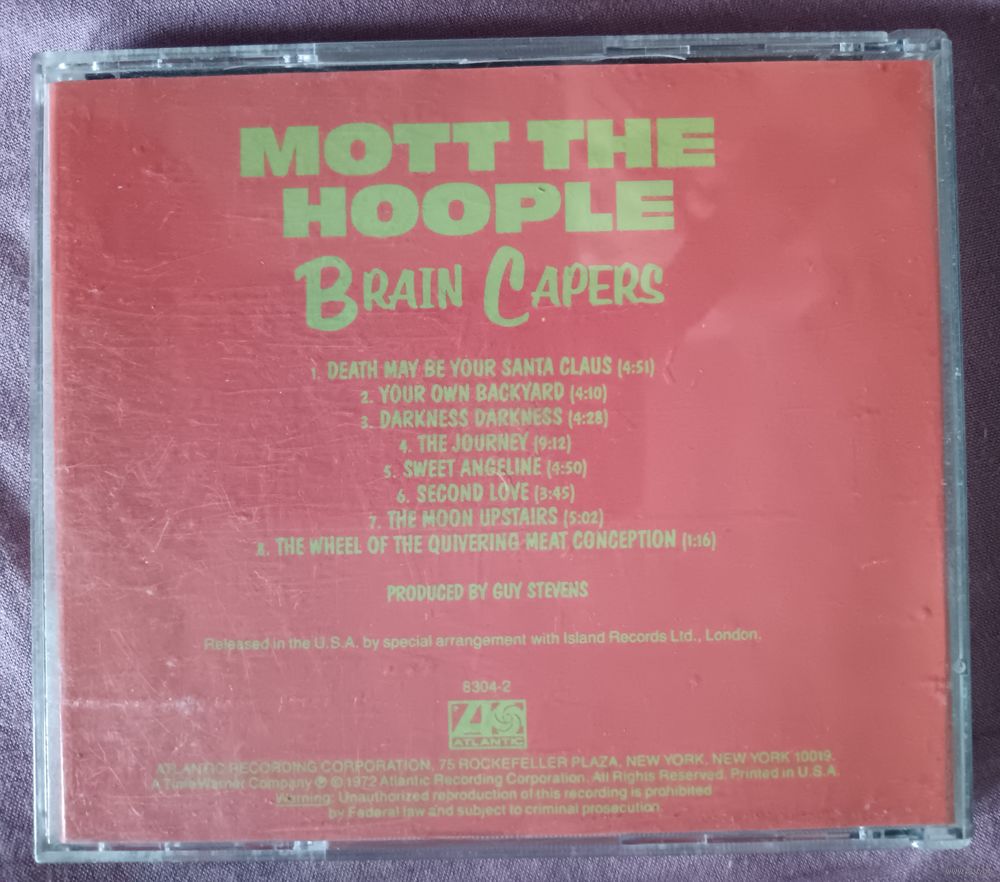 MOTT THE
HOOPLE
BRAIN CAPERS
1. DEATH MAY BE YOUR SANTA CLAUS (4:51)
2. YOUR OWN BACKYARD (4:10)
3. DARKNESS DARKNESS (4:28)
4. THE JOURNEY (9:12)
5. SWEET ANGELINE (4:50)
6. SECOND LOVE (3:45)
7. THE MOON UPSTAIRS (5:02)
8. THE WHEEL OF THE QUIVERING MEAT CONCEPTION (1:16)
PRODUCED BY GUY STEVENS
Released in the U.S.A. by special arrangement with Island Records Ltd., London.
8304-2
ATLANTIC
ATLANTIC RECORDING CORPORATION, 75 ROCKEFELLER PLAZA, NEW YORK, NEW YORK 10019.
A Time Warner Company ℗ © 1972 Atlantic Recording Corporation. All Rights Reserved. Printed in U.S.A.
Warning: Unauthorized reproduction of this recording is prohibited
by Federal law and subject to criminal prosecution.